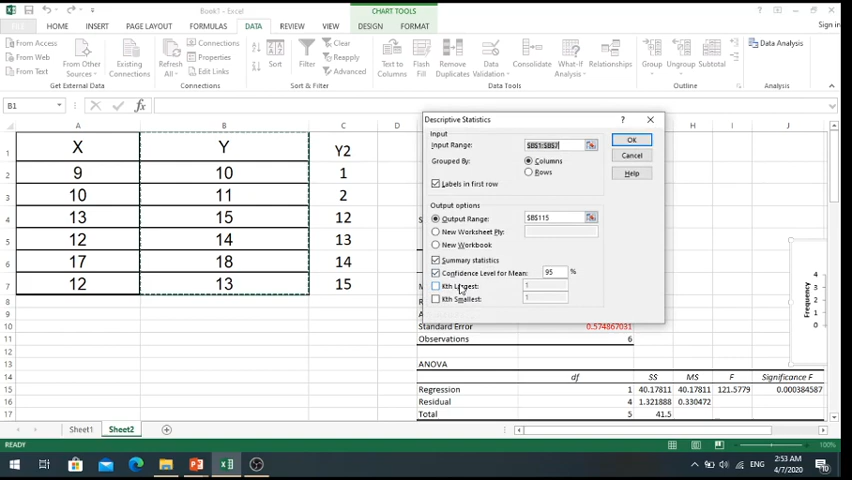 Book1 - Excel
CHART TOOLS
FILE HOME INSERT PAGE LAYOUT FORMULAS DATA REVIEW VIEW DESIGN FORMAT Sign in
From Access
From Web
From Text
From Other Sources
Existing Connections
Get External Data
Refresh All
Connections
Properties
Edit Links
Connections
Sort
Filter
Clear
Reapply
Advanced
Sort & Filter
Text to Columns
Flash Fill
Remove Duplicates
Data Validation
Consolidate
What-If Analysis
Relationships
Data Tools
Group
Ungroup
Subtotal
Outline
Data Analysis
Analysis
B1 fx
A B C D H I J
1 X Y Y2
2 9 10 1
3 10 11 2
4 13 15 12
5 12 14 13
6 17 18 14
7 12 13 15
8
9
10 Standard Error 0.574867031
11 Observations 6
12
13 ANOVA
14 df SS MS F Significance F
15 Regression 1 40.17811 40.17811 121.5779 0.000384587
16 Residual 4 1.321888 0.330472
17 Total 5 41.5
Descriptive Statistics ? ×
Input
Input Range: $B$1:$B$7
Grouped By: Columns
Rows
Labels in first row
Output options
Output Range: $B$115
New Worksheet Ply:
New Workbook
Summary statistics
Confidence Level for Mean: 95 %
Kth Largest: 1
Kth Smallest: 1
OK
Cancel
Help
Frequency
4
3
2
1
0
Sheet1 Sheet2
READY 100%
ENG
2:53 AM
4/7/2020